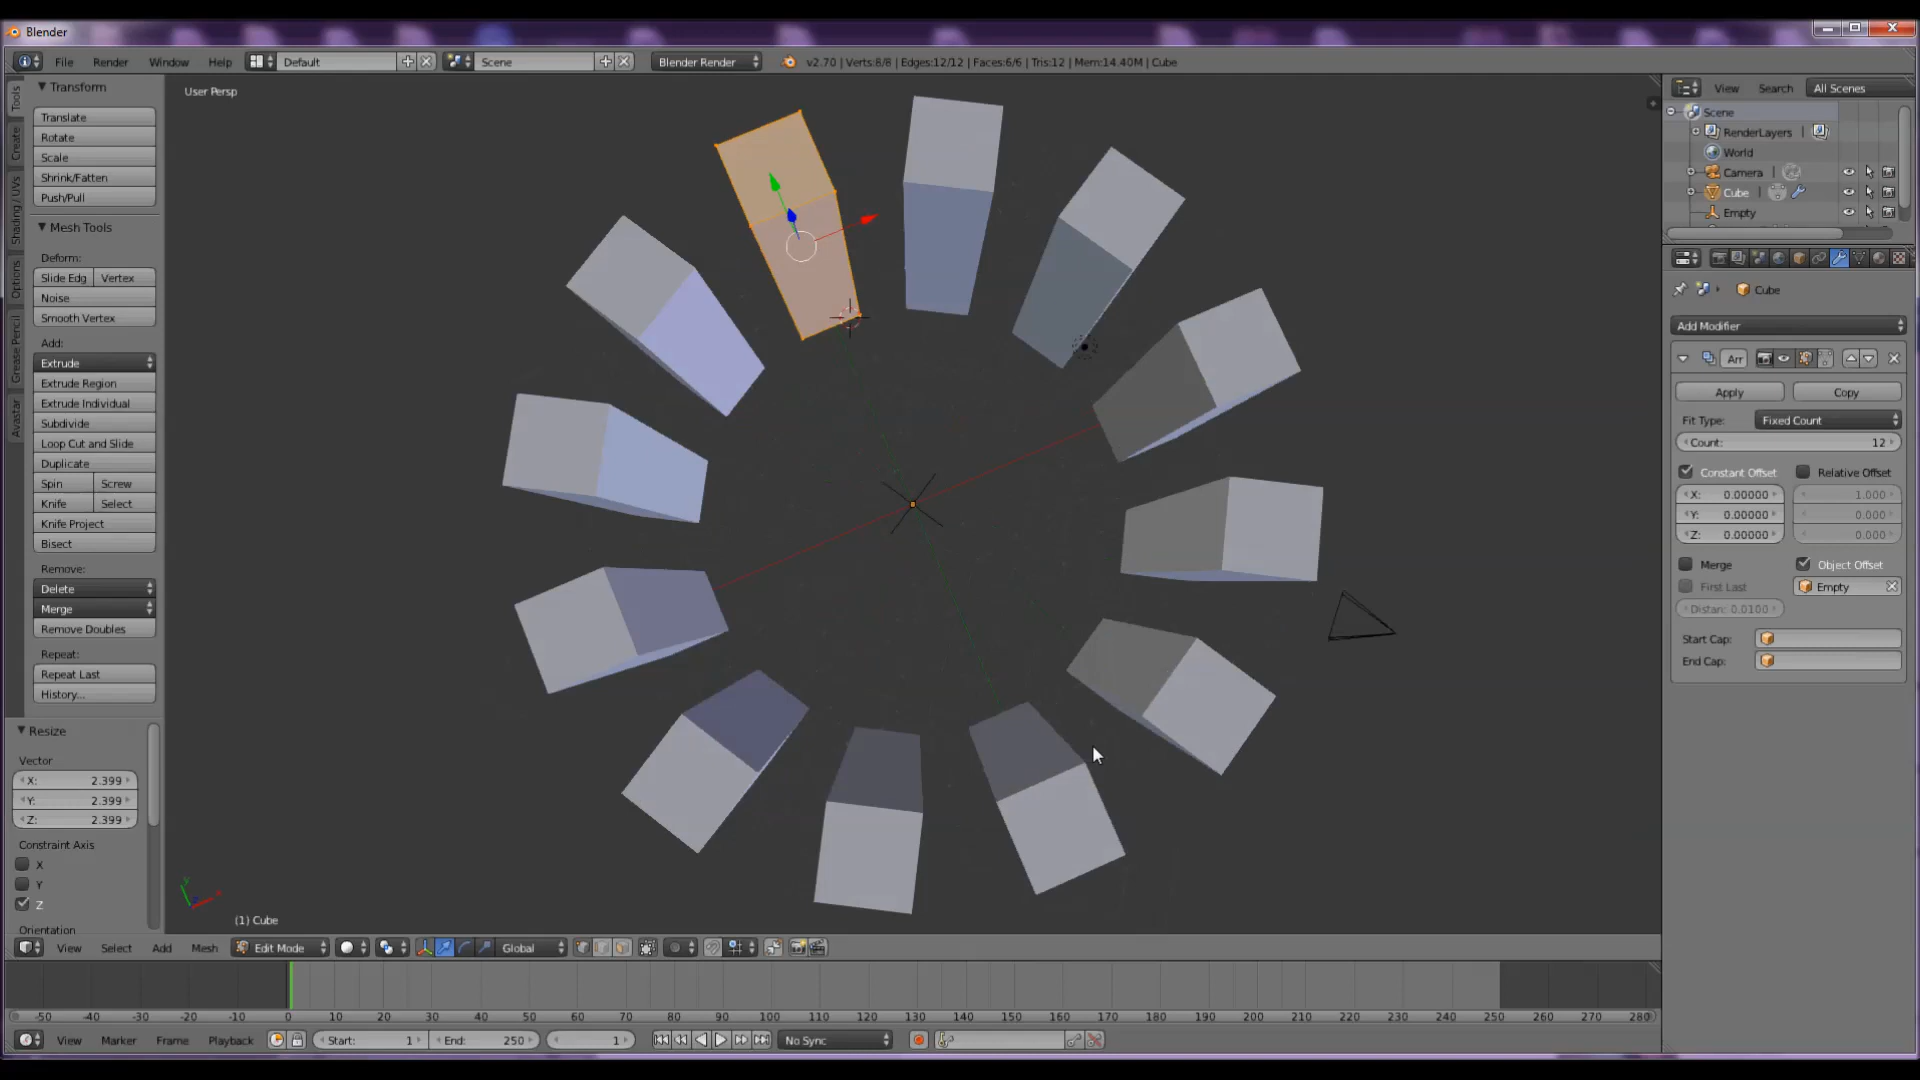 Blender
File Render Window Help Default Scene Blender Render v2.70 | Verts:8/8 | Edges:12/12 | Faces:6/6 | Tris:12 | Mem:14.40M | Cube
Tools
Create
Shading / UVs
Options
Grease Pencil
Avastar
Transform
Translate
Rotate
Scale
Shrink/Fatten
Push/Pull
Mesh Tools
Deform:
Slide Edg Vertex
Noise
Smooth Vertex
Add:
Extrude
Extrude Region
Extrude Individual
Subdivide
Loop Cut and Slide
Duplicate
Spin Screw
Knife Select
Knife Project
Bisect
Remove:
Delete
Merge
Remove Doubles
Repeat:
Repeat Last
History...
Resize
Vector
X: 2.399
Y: 2.399
Z: 2.399
Constraint Axis
X
Y
Z
Orientation
User Persp
(1) Cube
View Search All Scenes
Scene
RenderLayers
World
Camera
Cube
Empty
Cube
Add Modifier
Arr
Apply Copy
Fit Type: Fixed Count
Count: 12
Constant Offset Relative Offset
X: 0.00000 1.000
Y: 0.00000 0.000
Z: 0.00000 0.000
Merge Object Offset
First Last Empty
Distan: 0.0100
Start Cap:
End Cap:
View Select Add Mesh Edit Mode Global
-50 -40 -30 -20 -10 0 10 20 30 40 50 60 70 80 90 100 110 120 130 140 150 160 170 180 190 200 210 220 230 240 250 260 270 280
View Marker Frame Playback Start: 1 End: 250 1 No Sync